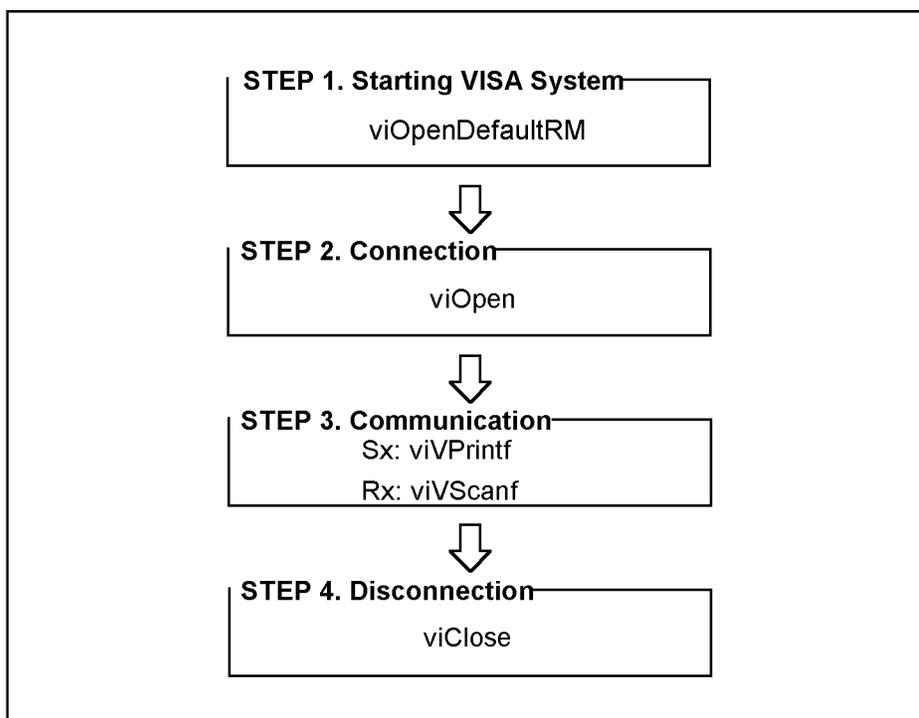 STEP 1. Starting VISA System
viOpenDefaultRM
STEP 2. Connection
viOpen
STEP 3. Communication
Sx: viVPrintf
Rx: viVScanf
STEP 4. Disconnection
viClose